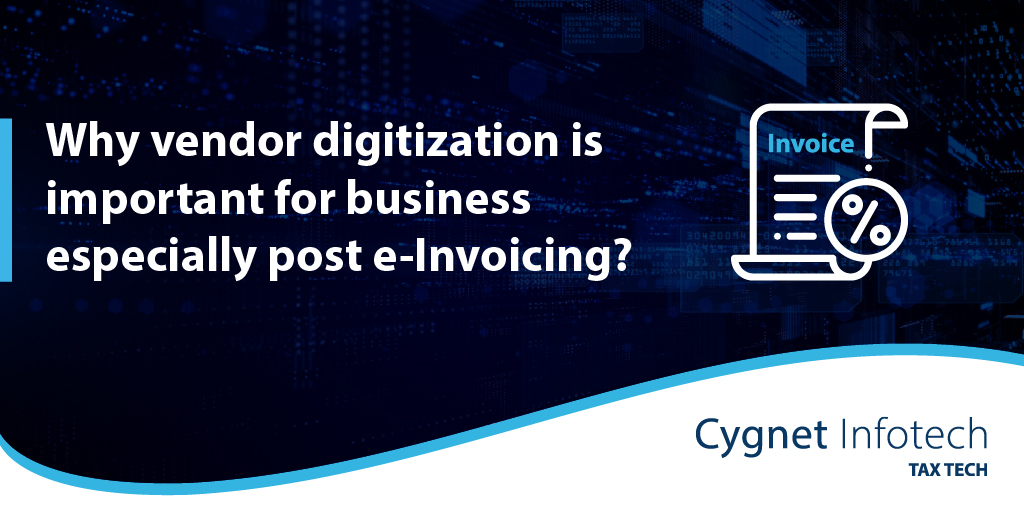 Why vendor digitization is
important for business
especially post e-Invoicing?
Invoice
%
Cygnet Infotech
TAX TECH